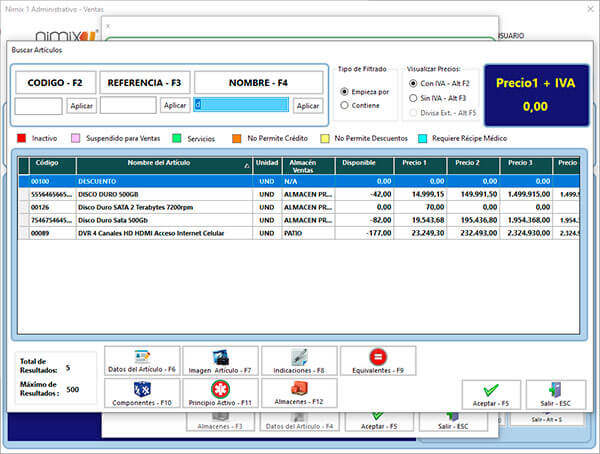 Nimix 1 Administrativo - Ventas
nimix
USUARIO
Buscar Artículos
CODIGO - F2
REFERENCIA - F3
NOMBRE - F4
Aplicar
Aplicar
d
Aplicar
Tipo de Filtrado
Empieza por
Contiene
Visualizar Precios:
Con IVA - Alt F2
Sin IVA - Alt F3
Divisa Ext. - Alt F5
Precio1 + IVA
0,00
Inactivo
Suspendido para Ventas
Servicios
No Permite Crédito
No Permite Descuentos
Requiere Récipe Médico
Código Nombre del Artículo Unidad Almacén Ventas Disponible Precio 1 Precio 2 Precio 3 Precio
00100 DESCUENTO UND N/A 0,00 0,00 0,00 0,00 0,00
5556465665... DISCO DURO 500GB UND ALMACEN PR... -42,00 14.999,15 149.991,50 1.499.915,00 1.499.9
00126 Disco Duro SATA 2 Terabytes 7200rpm UND ALMACEN PR... 0,00 70,00 0,00 0,00 0,00
7546754645... Disco Duro Sata 500Gb UND ALMACEN PR... -82,00 19.543,68 195.436,80 1.954.368,00 1.954.
00089 DVR 4 Canales HD HDMI Acceso Internet Celular UND PATIO -177,00 23.249,30 232.493,00 2.324.930,00 2.324.9
Total de Resultados: 5
Máximo de Resultados : 500
Datos del Artículo - F6
Imagen Artículo - F7
Indicaciones - F8
Equivalentes - F9
Componentes - F10
Principio Activo - F11
Almacenes - F12
Aceptar - F5
Salir - ESC
Almacenes - F3
Datos del Artículo - F4
Aceptar - F5
Salir - ESC
Salir - Alt + S